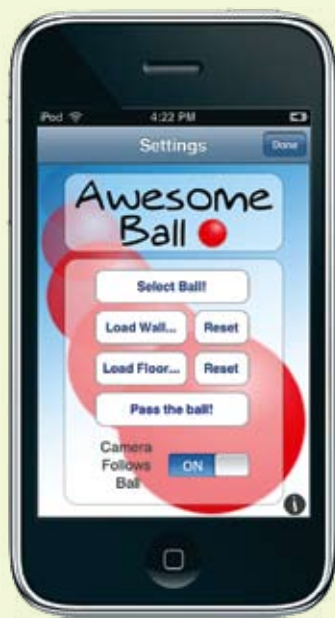 iPod 4:22 PM
Settings Done
Awesome
Ball
Select Ball!
Load Wall... Reset
Load Floor... Reset
Pass the ball!
Camera
Follows ON
Ball
i